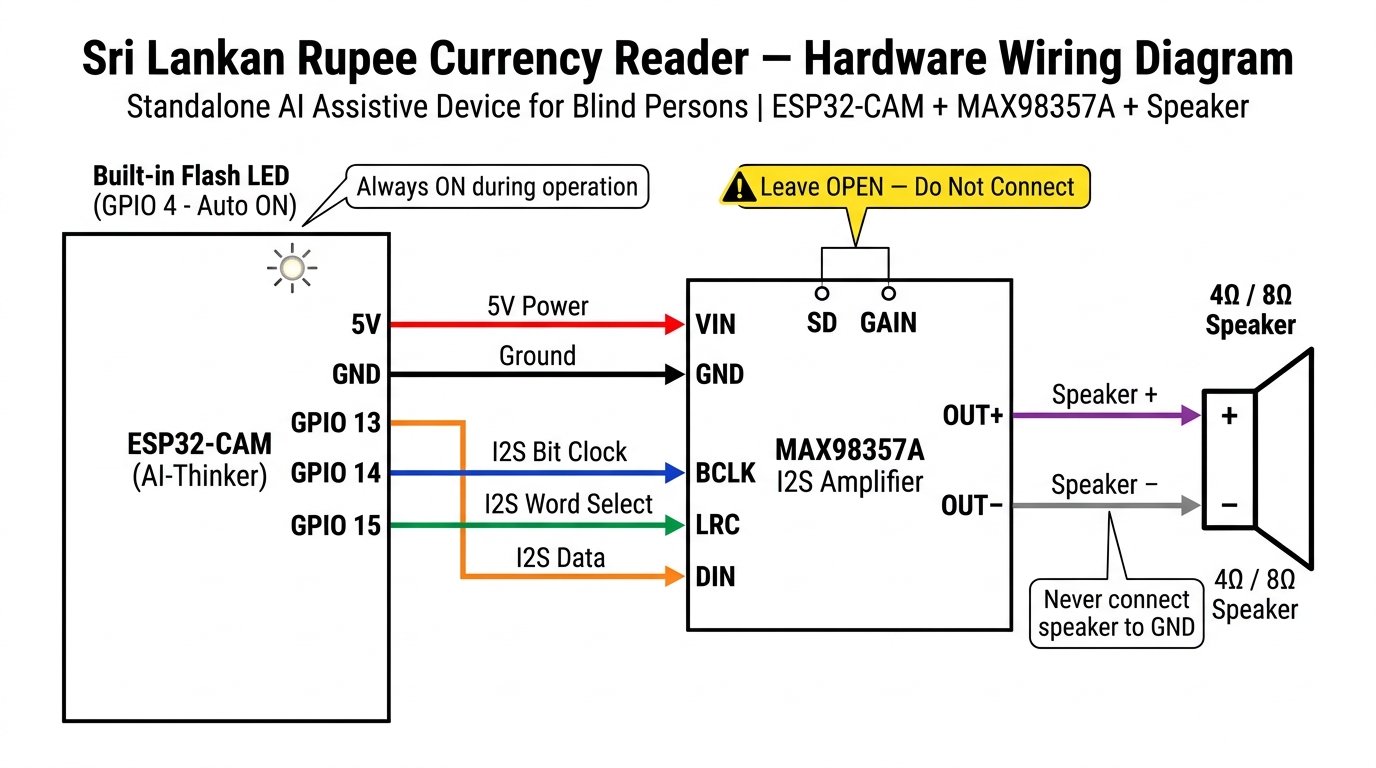 Sri Lankan Rupee Currency Reader — Hardware Wiring Diagram
Standalone AI Assistive Device for Blind Persons | ESP32-CAM + MAX98357A + Speaker
Built-in Flash LED
(GPIO 4 - Auto ON)
Always ON during operation
Leave OPEN — Do Not Connect
5V
GND
GPIO 13
GPIO 14
GPIO 15
ESP32-CAM
(AI-Thinker)
5V Power
Ground
I2S Bit Clock
I2S Word Select
I2S Data
SD GAIN
VIN
GND
BCLK
LRC
DIN
MAX98357A
I2S Amplifier
OUT+
OUT−
Speaker +
Speaker −
Never connect
speaker to GND
4Ω / 8Ω
Speaker
+
−
4Ω / 8Ω
Speaker